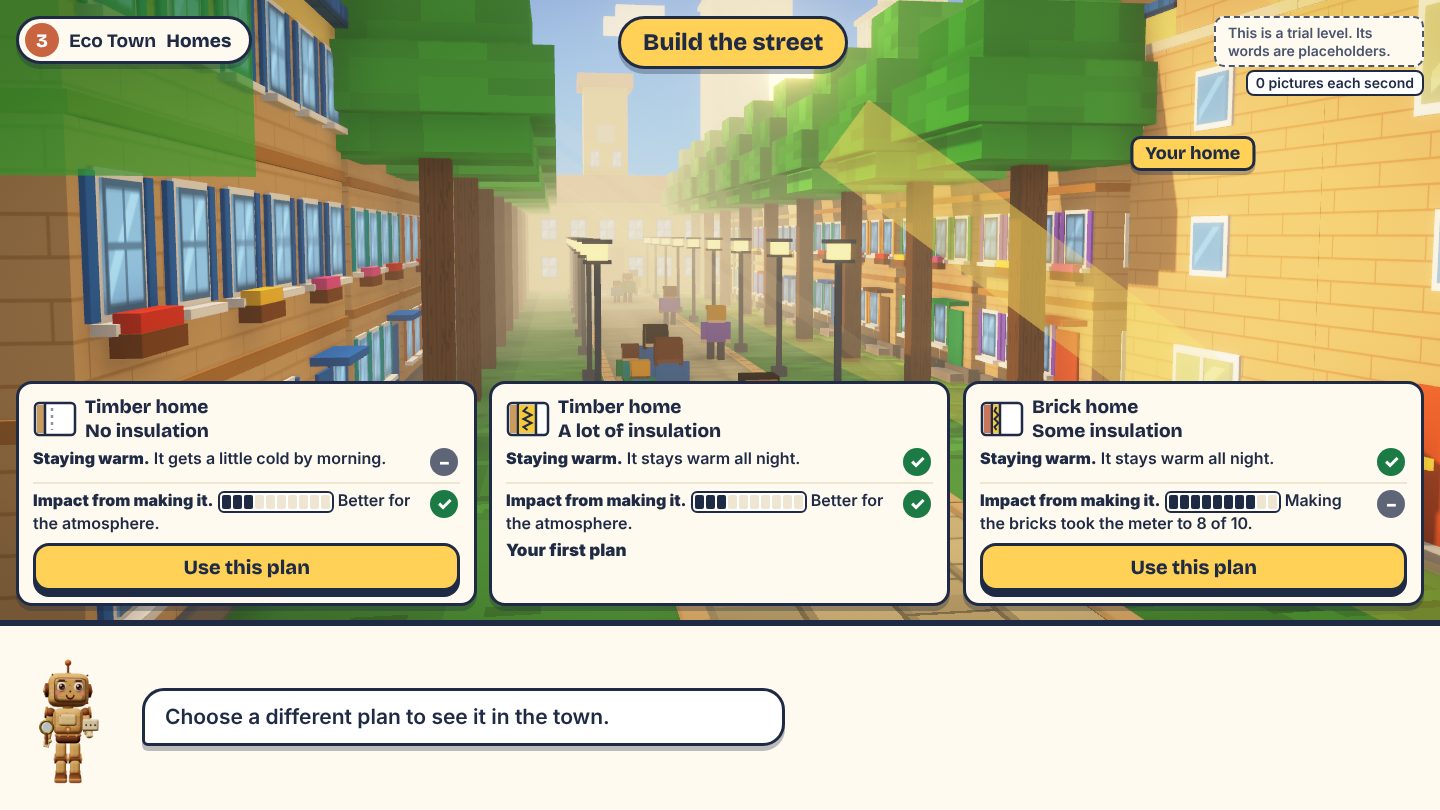 3 Eco Town Homes
Build the street
This is a trial level. Its
words are placeholders.
0 pictures each second
Your home
Timber home
No insulation
Staying warm. It gets a little cold by morning.
Impact from making it. Better for
the atmosphere.
Use this plan
Timber home
A lot of insulation
Staying warm. It stays warm all night.
Impact from making it. Better for
the atmosphere.
Your first plan
Brick home
Some insulation
Staying warm. It stays warm all night.
Impact from making it. Making
the bricks took the meter to 8 of 10.
Use this plan
Choose a different plan to see it in the town.